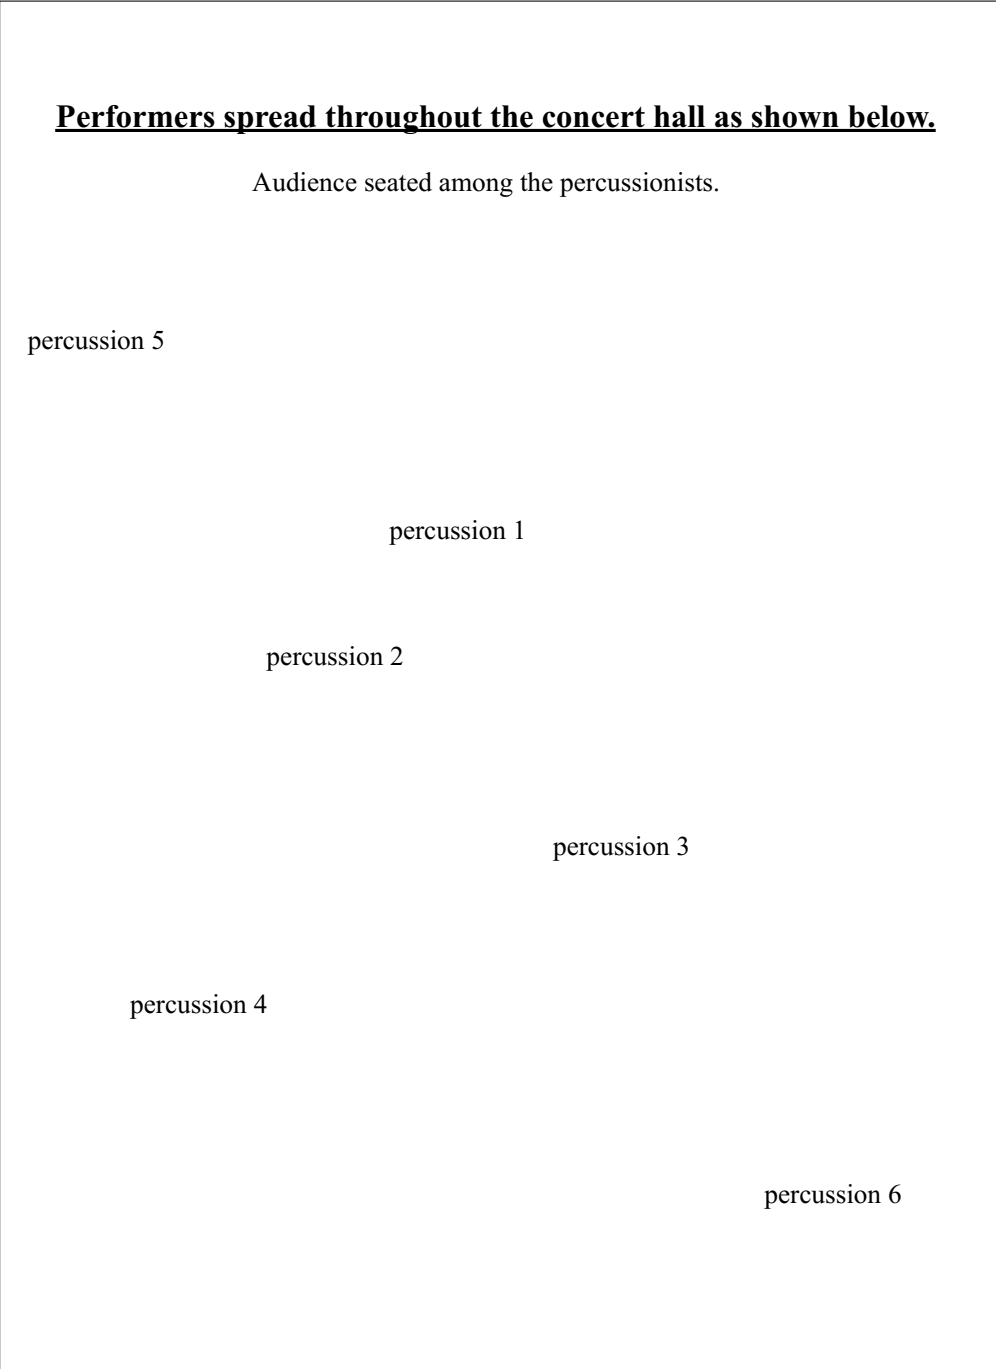 Performers spread throughout the concert hall as shown below.
Audience seated among the percussionists.
percussion 5
percussion 1
percussion 2
percussion 3
percussion 4
percussion 6